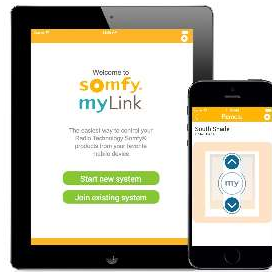 Welcome to
somfy.
myLink
The easiest way to control your
Radio Technology Somfy®
products from your favorite
mobile device
Start new system
Join existing system
South Shade
my